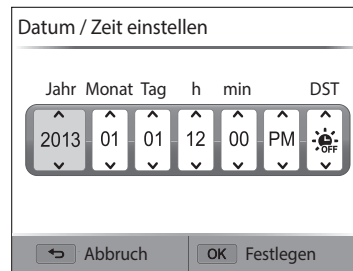 Datum / Zeit einstellen
Jahr Monat Tag h min DST
2013 01 01 12 00 PM OFF
Abbruch OK Festlegen